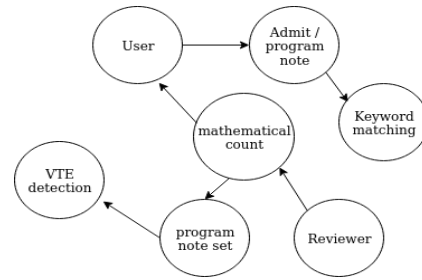 User
Admit /
program
note
Keyword
matching
mathematical
count
VTE
detection
program
note set
Reviewer